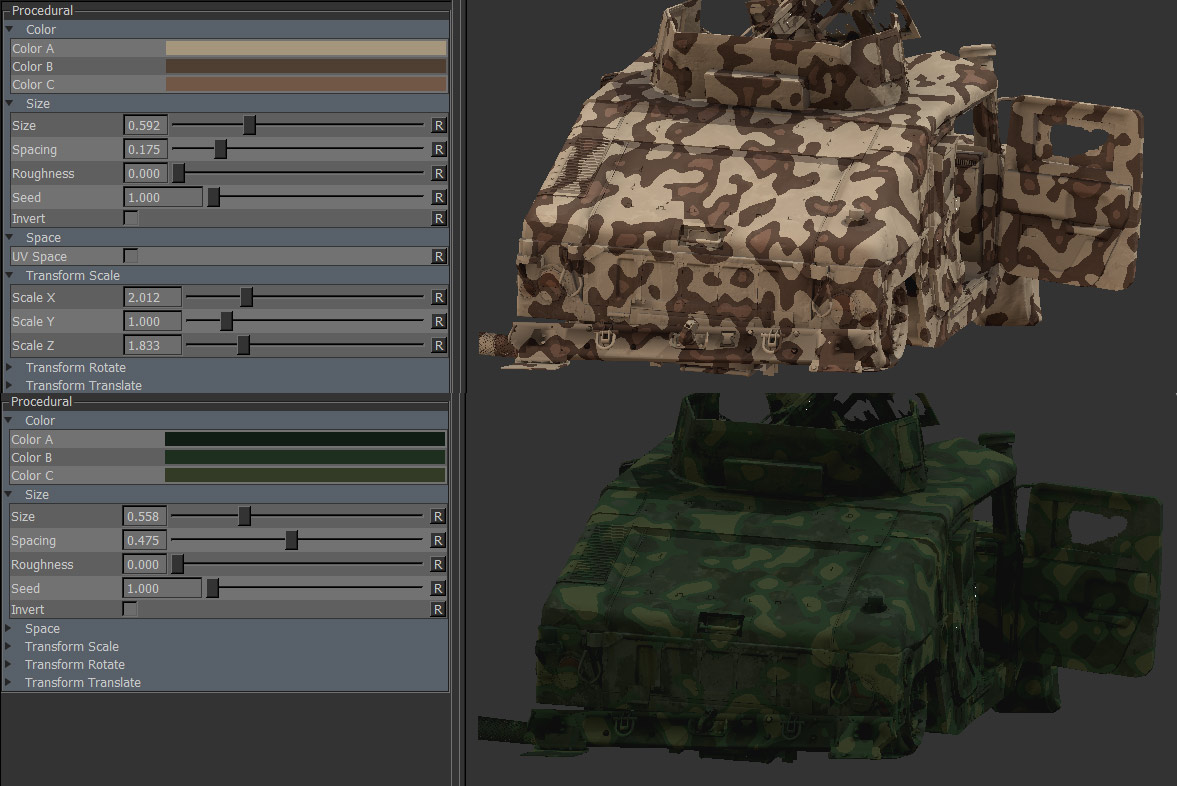 Procedural
Color
Color A
Color B
Color C
Size
Size 0.592 R
Spacing 0.175 R
Roughness 0.000 R
Seed 1.000 R
Invert R
Space
UV Space R
Transform Scale
Scale X 2.012 R
Scale Y 1.000 R
Scale Z 1.833 R
Transform Rotate
Transform Translate
Procedural
Color
Color A
Color B
Color C
Size
Size 0.558 R
Spacing 0.475 R
Roughness 0.000 R
Seed 1.000 R
Invert R
Space
Transform Scale
Transform Rotate
Transform Translate